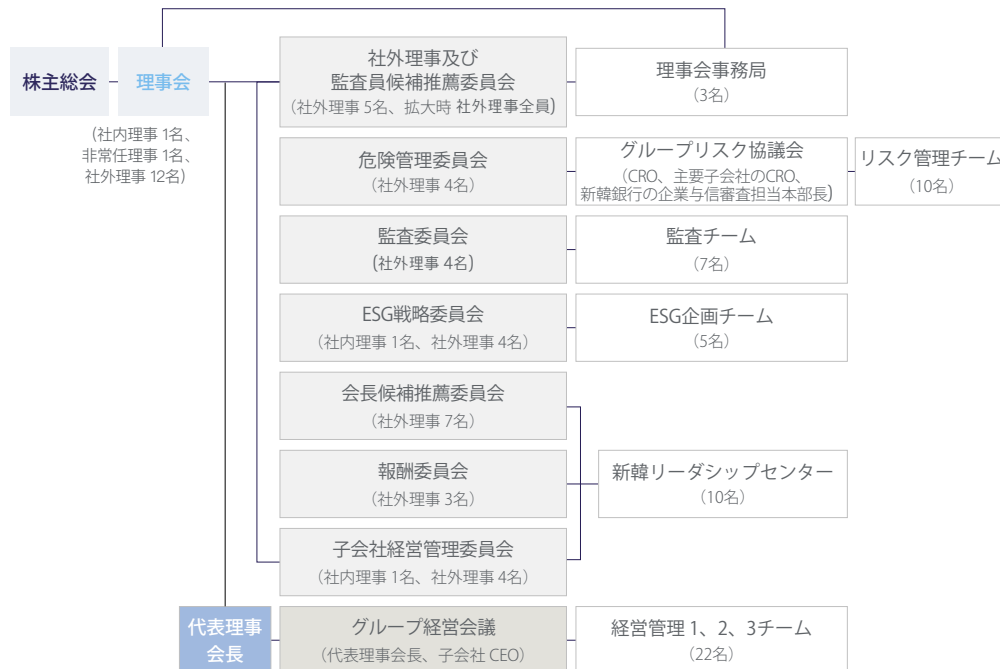 株主総会
理事会
(社内理事 1名、
非常任理事 1名、
社外理事 12名)
社外理事及び
監査員候補推薦委員会
(社外理事 5名、拡大時 社外理事全員)
理事会事務局
(3名)
危険管理委員会
(社外理事 4名)
グループリスク協議会
(CRO、主要子会社のCRO、
新韓銀行の企業与信審査担当本部長)
リスク管理チーム
(10名)
監査委員会
(社外理事 4名)
監査チーム
(7名)
ESG戦略委員会
(社内理事 1名、社外理事 4名)
ESG企画チーム
(5名)
会長候補推薦委員会
(社外理事 7名)
報酬委員会
(社外理事 3名)
新韓リーダシップセンター
(10名)
子会社経営管理委員会
(社内理事 1名、社外理事 4名)
代表理事
会長
グループ経営会議
(代表理事会長、子会社 CEO)
経営管理 1、2、3チーム
(22名)